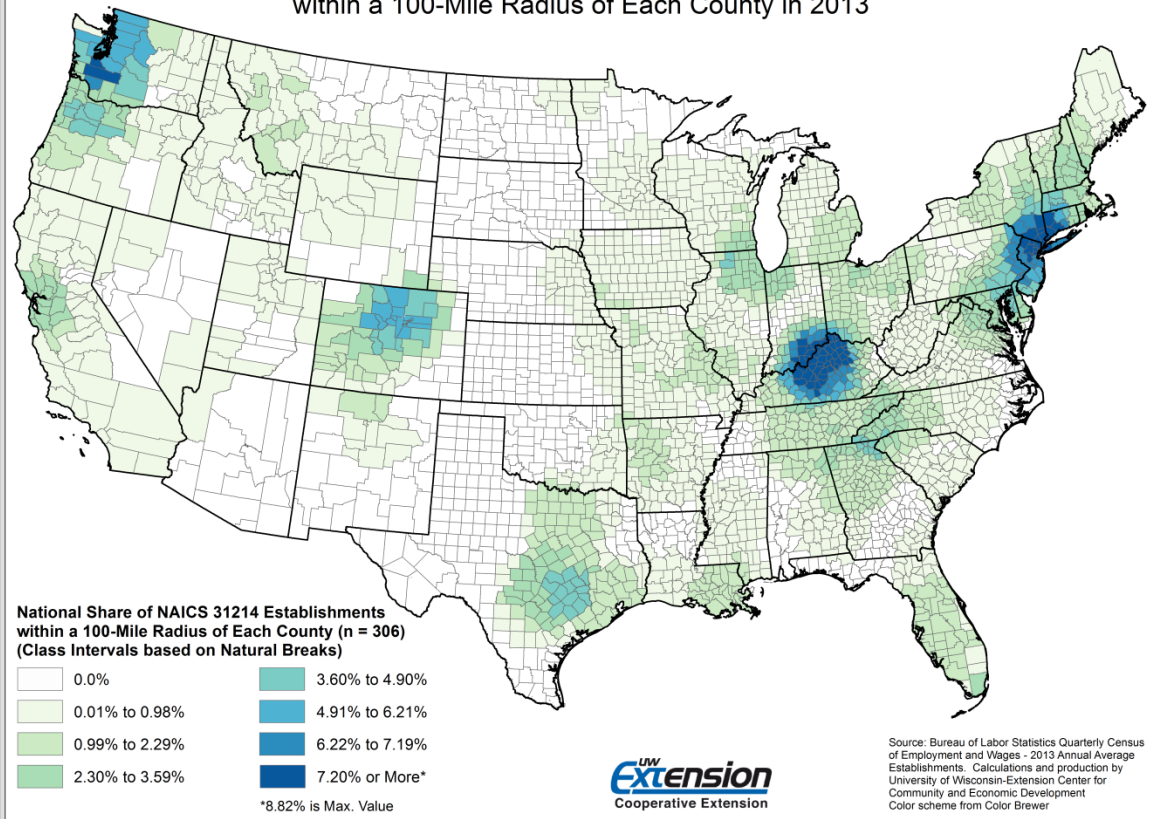 within a 100-Mile Radius of Each County in 2013
National Share of NAICS 31214 Establishments
within a 100-Mile Radius of Each County (n = 306)
(Class Intervals based on Natural Breaks)
0.0%
0.01% to 0.98%
0.99% to 2.29%
2.30% to 3.59%
3.60% to 4.90%
4.91% to 6.21%
6.22% to 7.19%
7.20% or More*
*8.82% is Max. Value
UW
Extension
Cooperative Extension
Source: Bureau of Labor Statistics Quarterly Census
of Employment and Wages - 2013 Annual Average
Establishments. Calculations and production by
University of Wisconsin-Extension Center for
Community and Economic Development
Color scheme from Color Brewer